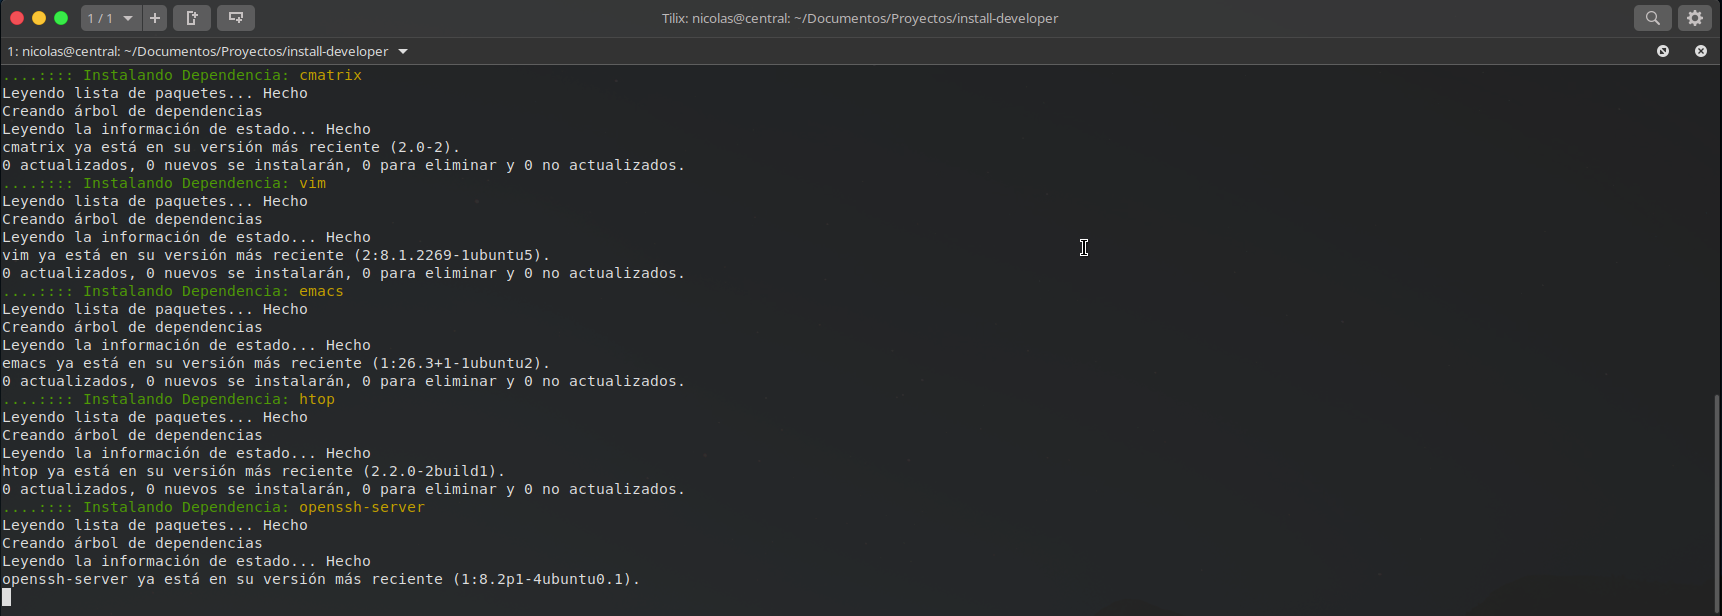 1 / 1
Tilix: nicolas@central: ~/Documentos/Proyectos/install-developer
1: nicolas@central: ~/Documentos/Proyectos/install-developer
....:::: Instalando Dependencia: cmatrix
Leyendo lista de paquetes... Hecho
Creando árbol de dependencias
Leyendo la información de estado... Hecho
cmatrix ya está en su versión más reciente (2.0-2).
0 actualizados, 0 nuevos se instalarán, 0 para eliminar y 0 no actualizados.
....:::: Instalando Dependencia: vim
Leyendo lista de paquetes... Hecho
Creando árbol de dependencias
Leyendo la información de estado... Hecho
vim ya está en su versión más reciente (2:8.1.2269-1ubuntu5).
0 actualizados, 0 nuevos se instalarán, 0 para eliminar y 0 no actualizados.
....:::: Instalando Dependencia: emacs
Leyendo lista de paquetes... Hecho
Creando árbol de dependencias
Leyendo la información de estado... Hecho
emacs ya está en su versión más reciente (1:26.3+1-1ubuntu2).
0 actualizados, 0 nuevos se instalarán, 0 para eliminar y 0 no actualizados.
....:::: Instalando Dependencia: htop
Leyendo lista de paquetes... Hecho
Creando árbol de dependencias
Leyendo la información de estado... Hecho
htop ya está en su versión más reciente (2.2.0-2build1).
0 actualizados, 0 nuevos se instalarán, 0 para eliminar y 0 no actualizados.
....:::: Instalando Dependencia: openssh-server
Leyendo lista de paquetes... Hecho
Creando árbol de dependencias
Leyendo la información de estado... Hecho
openssh-server ya está en su versión más reciente (1:8.2p1-4ubuntu0.1).